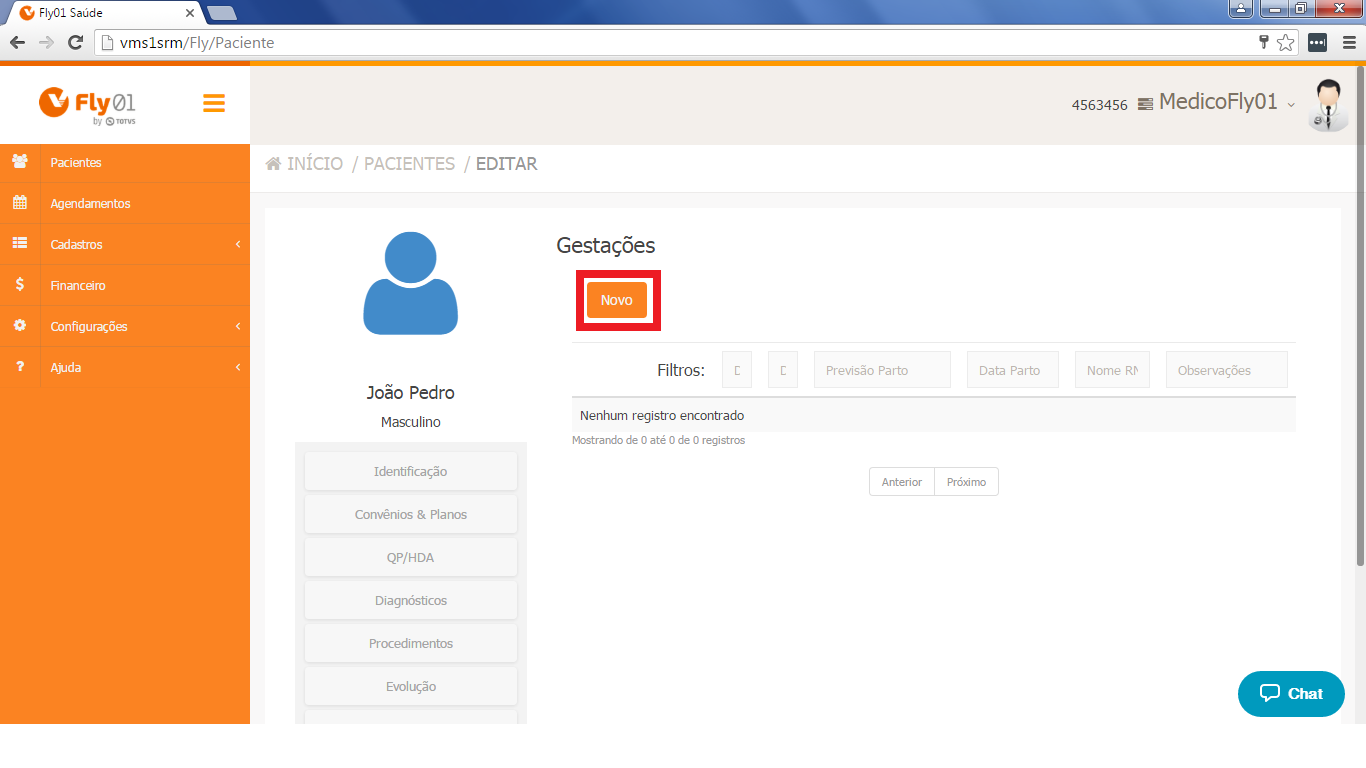 Fly01 Saúde
vms1srm/Fly/Paciente
Fly01
by TOTVS
4563456 MedicoFly01
Pacientes
Agendamentos
Cadastros
Financeiro
Configurações
Ajuda
INÍCIO / PACIENTES / EDITAR
João Pedro
Masculino
Identificação
Convênios & Planos
QP/HDA
Diagnósticos
Procedimentos
Evolução
Gestações
Novo
Filtros: Previsão Parto Data Parto Nome RN Observações
Nenhum registro encontrado
Mostrando de 0 até 0 de 0 registros
Anterior Próximo
Chat